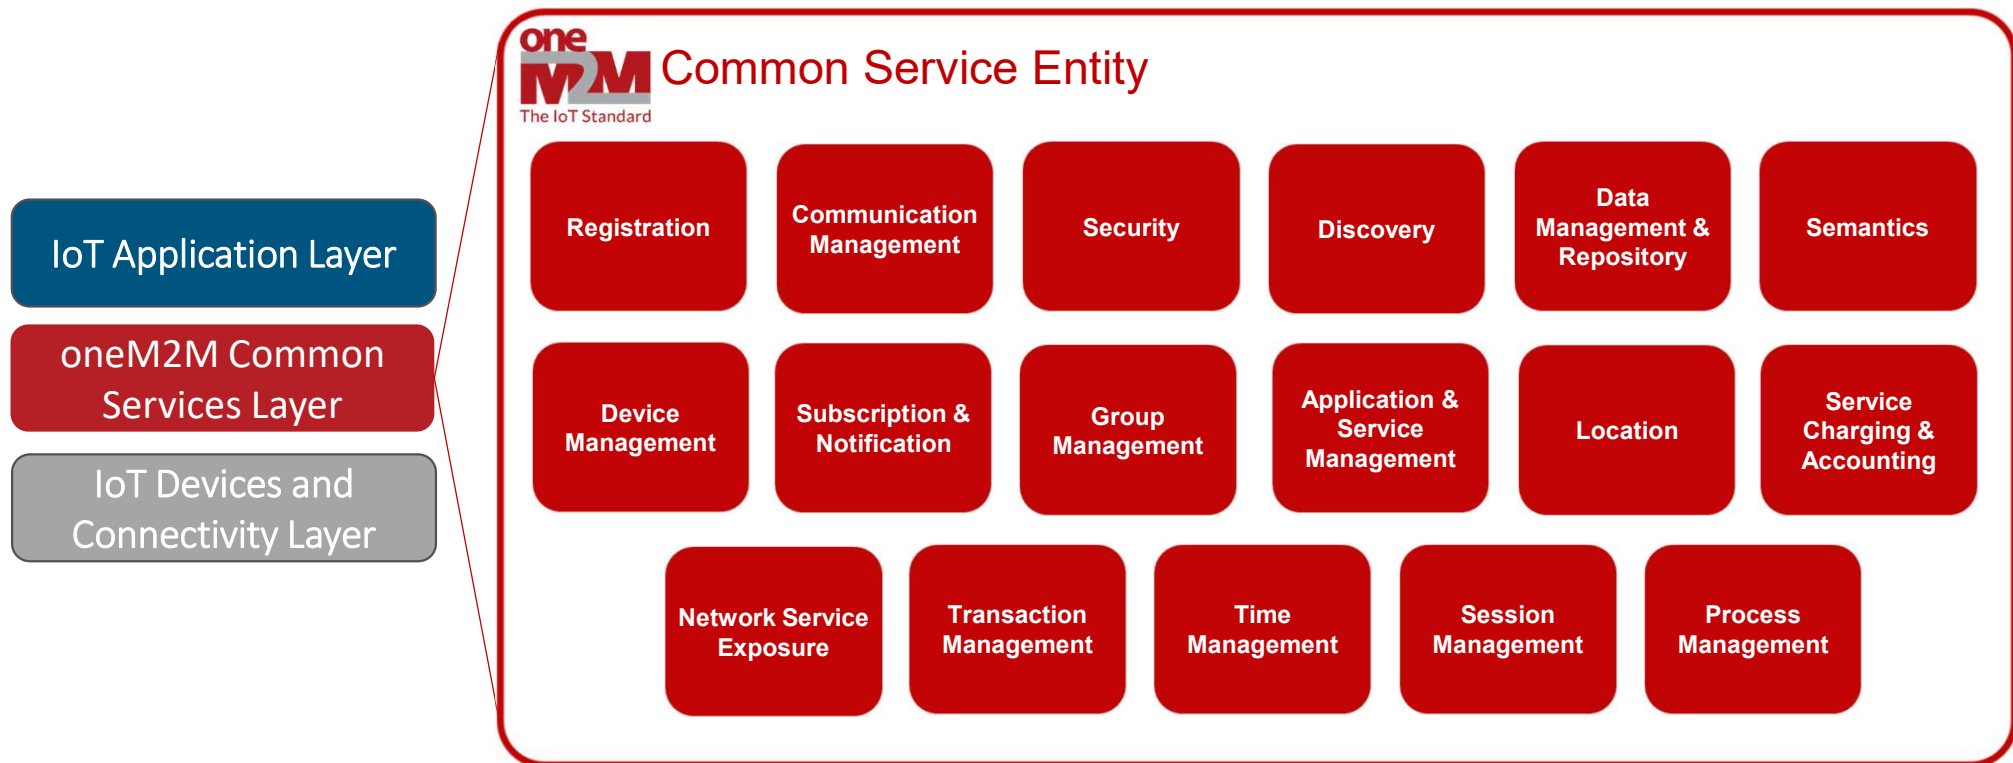 one
M2M
The IoT Standard
Common Service Entity
IoT Application Layer
oneM2M Common
Services Layer
IoT Devices and
Connectivity Layer
Registration
Communication
Management
Security
Discovery
Data
Management &
Repository
Semantics
Device
Management
Subscription &
Notification
Group
Management
Application &
Service
Management
Location
Service
Charging &
Accounting
Network Service
Exposure
Transaction
Management
Time
Management
Session
Management
Process
Management